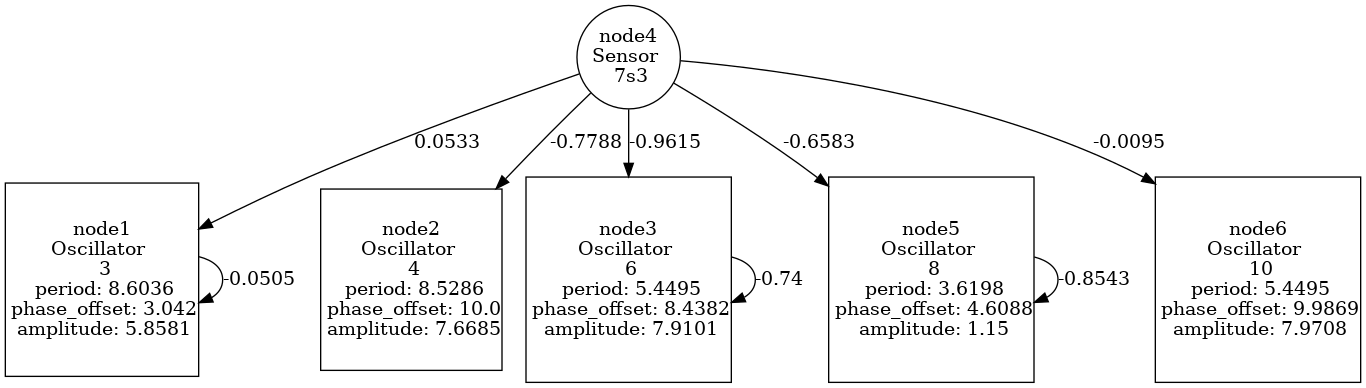 node4
Sensor
7s3
0.0533
-0.7788
-0.9615
-0.6583
-0.0095
node1
Oscillator
3
period: 8.6036
phase_offset: 3.042
amplitude: 5.8581
-0.0505
node2
Oscillator
4
period: 8.5286
phase_offset: 10.0
amplitude: 7.6685
node3
Oscillator
6
period: 5.4495
phase_offset: 8.4382
amplitude: 7.9101
-0.74
node5
Oscillator
8
period: 3.6198
phase_offset: 4.6088
amplitude: 1.15
-0.8543
node6
Oscillator
10
period: 5.4495
phase_offset: 9.9869
amplitude: 7.9708